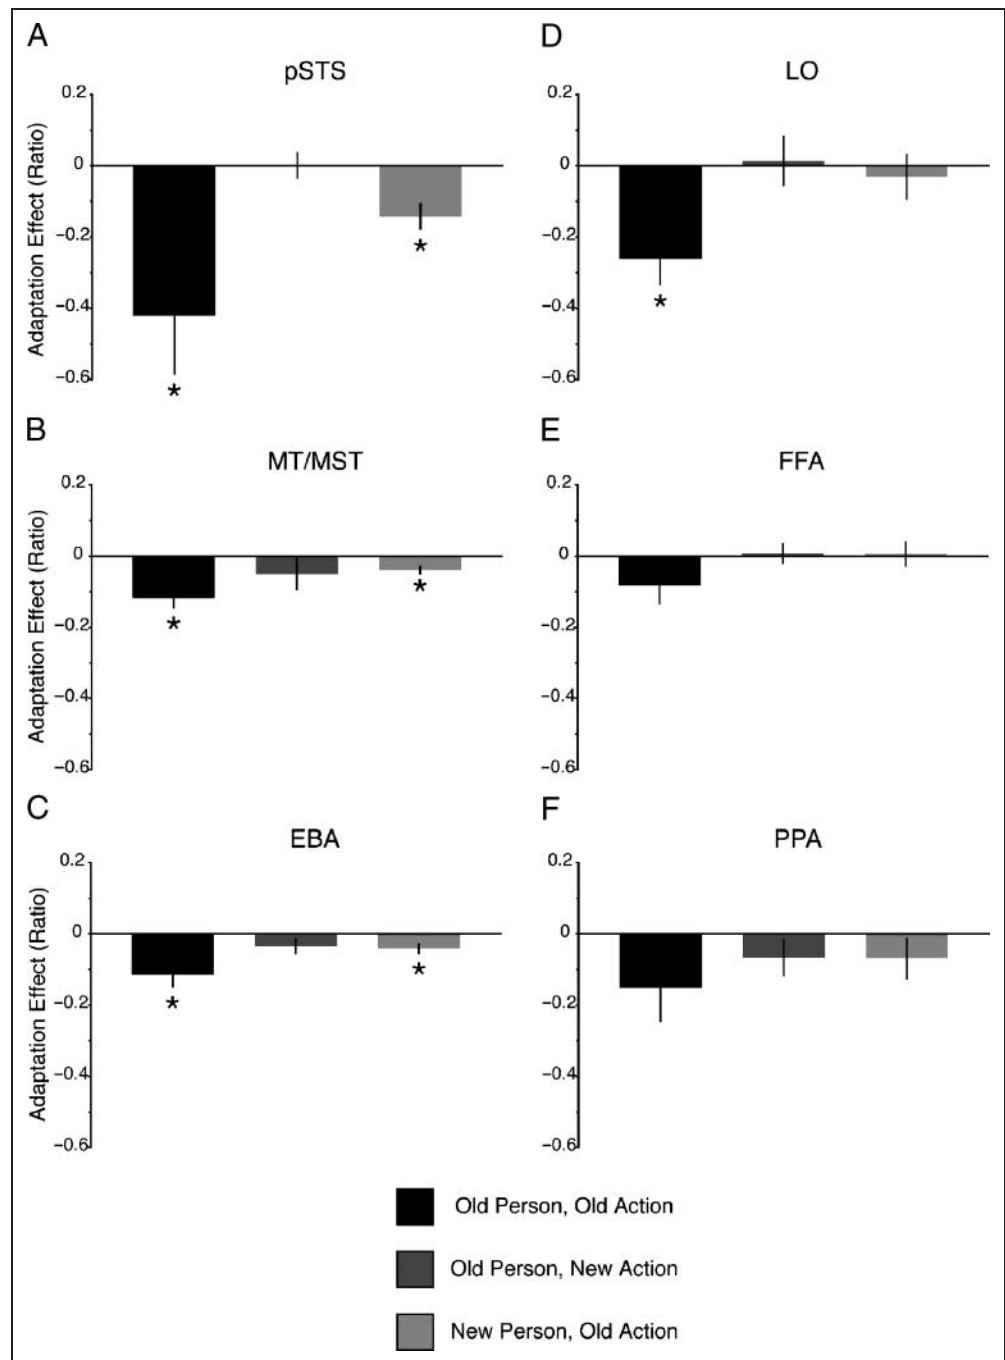 A
pSTS
Adaptation Effect (Ratio)
0.2
0
−0.2
−0.4
−0.6
*
*
D
LO
0.2
0
−0.2
−0.4
−0.6
*
B
MT/MST
Adaptation Effect (Ratio)
0.2
0
−0.2
−0.4
−0.6
*
*
E
FFA
0.2
0
−0.2
−0.4
−0.6
C
EBA
Adaptation Effect (Ratio)
0.2
0
−0.2
−0.4
−0.6
*
*
F
PPA
0.2
0
−0.2
−0.4
−0.6
Old Person, Old Action
Old Person, New Action
New Person, Old Action